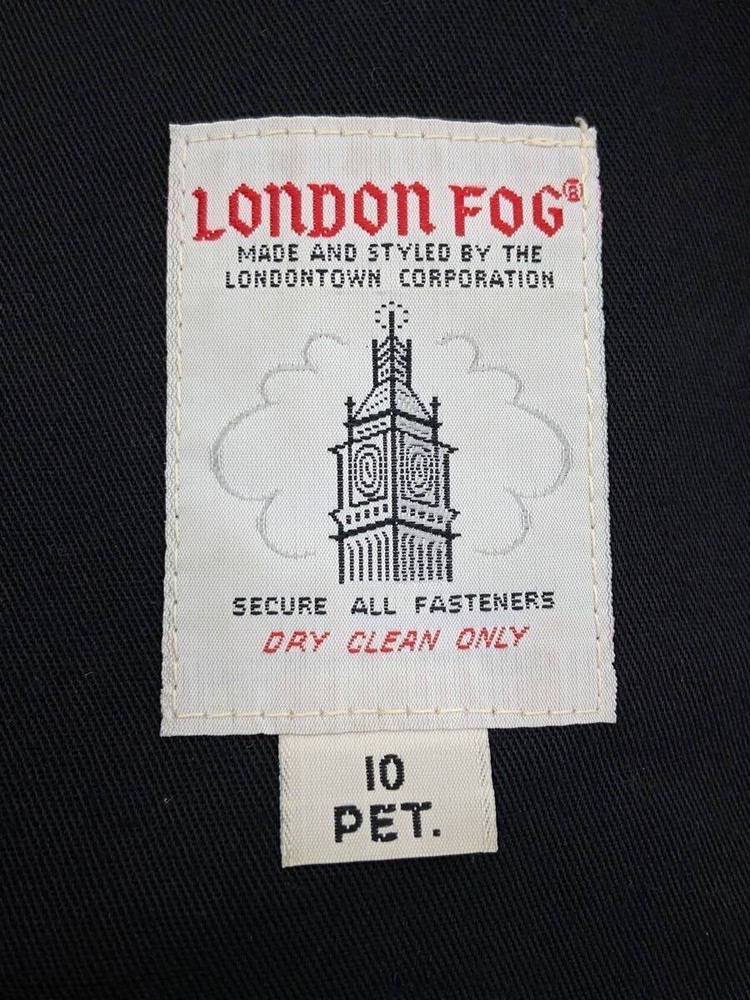 LONDON FOG®
MADE AND STYLED BY THE
LONDONTOWN CORPORATION
SECURE ALL FASTENERS
DRY CLEAN ONLY
10
PET.